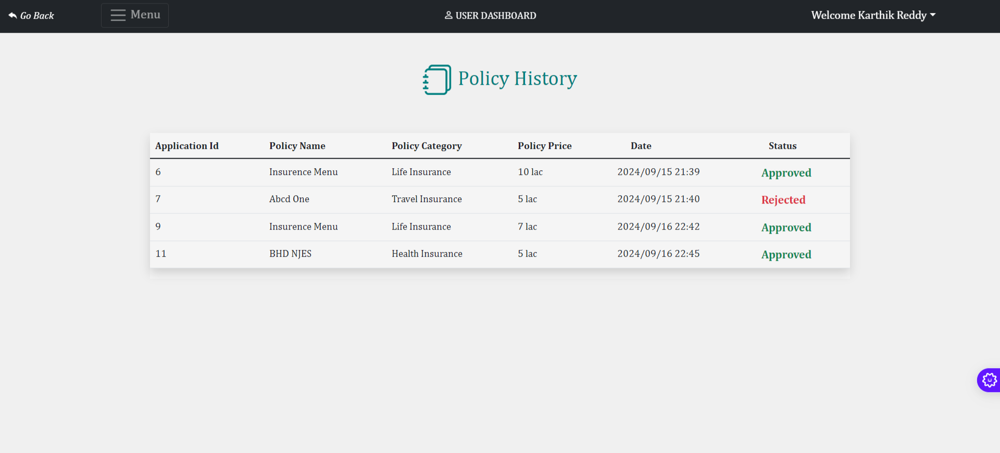 Go Back Menu USER DASHBOARD Welcome Karthik Reddy
Policy History
Application Id Policy Name Policy Category Policy Price Date Status
6 Insurence Menu Life Insurance 10 lac 2024/09/15 21:39 Approved
7 Abcd One Travel Insurance 5 lac 2024/09/15 21:40 Rejected
9 Insurence Menu Life Insurance 7 lac 2024/09/16 22:42 Approved
11 BHD NJES Health Insurance 5 lac 2024/09/16 22:45 Approved